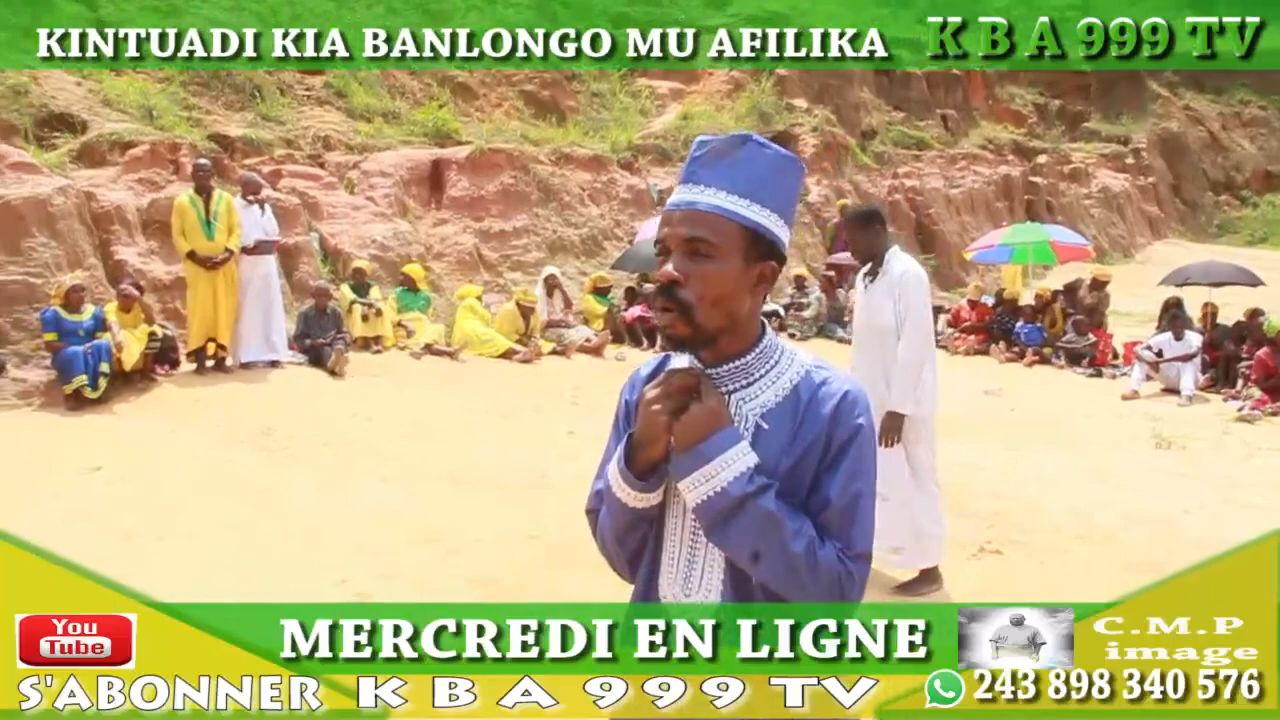 KINTUADI KIA BANLONGO MU AFILIKA K B A 999 TV
You
Tube
MERCREDI EN LIGNE
C.M.P
image
S'ABONNER K B A 999 TV
243 898 340 576